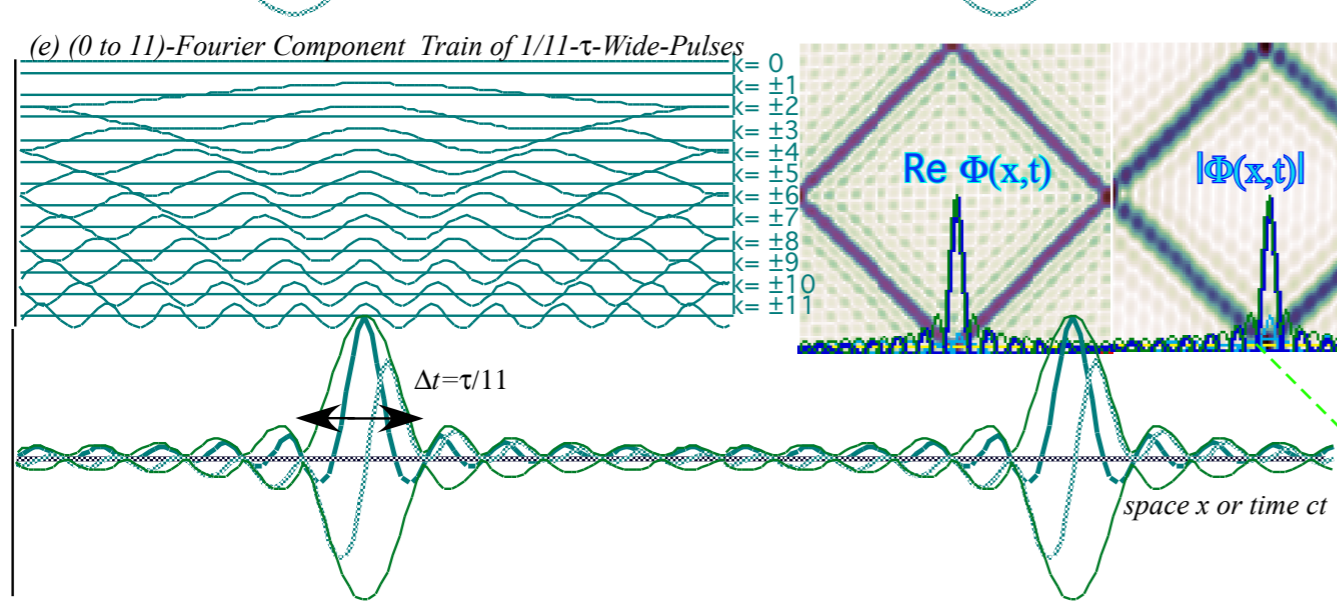 (e) (0 to 11)-Fourier Component Train of 1/11-τ-Wide-Pulses
k= 0
k= ±1
k= ±2
k= ±3
k= ±4
k= ±5
k= ±6
k= ±7
k= ±8
k= ±9
k= ±10
k= ±11
Re Φ(x,t)
|Φ(x,t)|
Δt=τ/11
space x or time ct